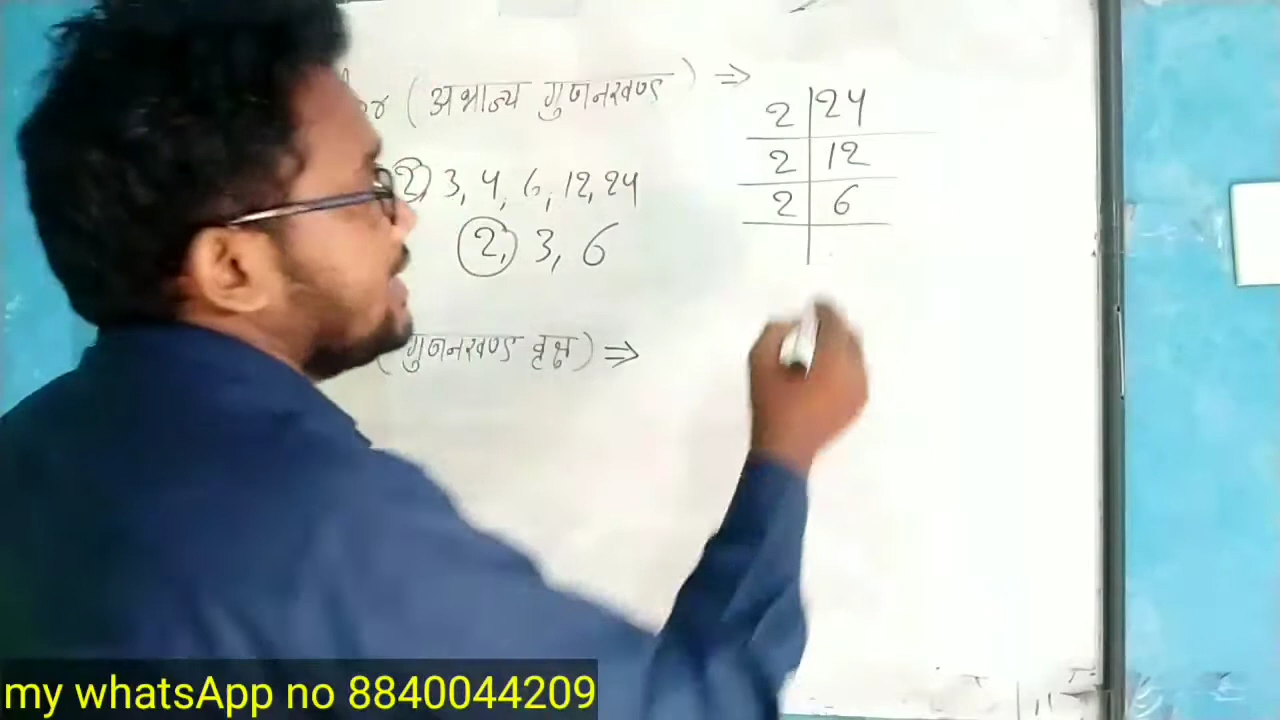 (अभाज्य गुणनखण्ड) ⇒
2, 3, 4, 6, 12, 24
2, 3, 6
(गुणनखण्ड वृक्ष) ⇒
2 | 24
2 | 12
2 | 6
my whatsApp no 8840044209